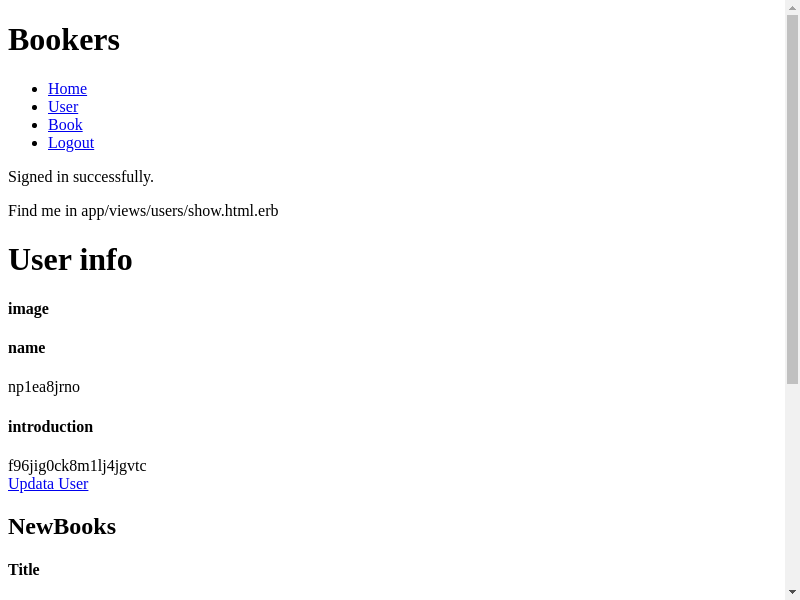 Bookers
Home
User
Book
Logout
Signed in successfully.
Find me in app/views/users/show.html.erb
User info
image
name
np1ea8jrno
introduction
f96jig0ck8m1lj4jgvtc
Updata User
NewBooks
Title